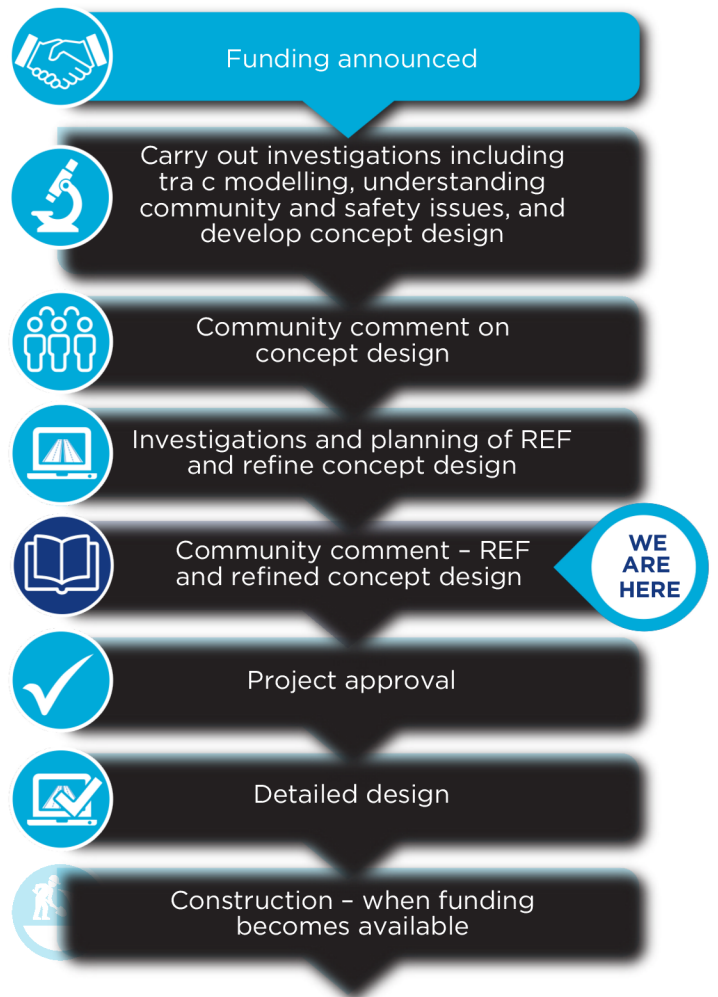 Funding announced
Carry out investigations including
tra c modelling, understanding
community and safety issues, and
develop concept design
Community comment on
concept design
Investigations and planning of REF
and refine concept design
Community comment – REF
and refined concept design
WE
ARE
HERE
Project approval
Detailed design
Construction – when funding
becomes available